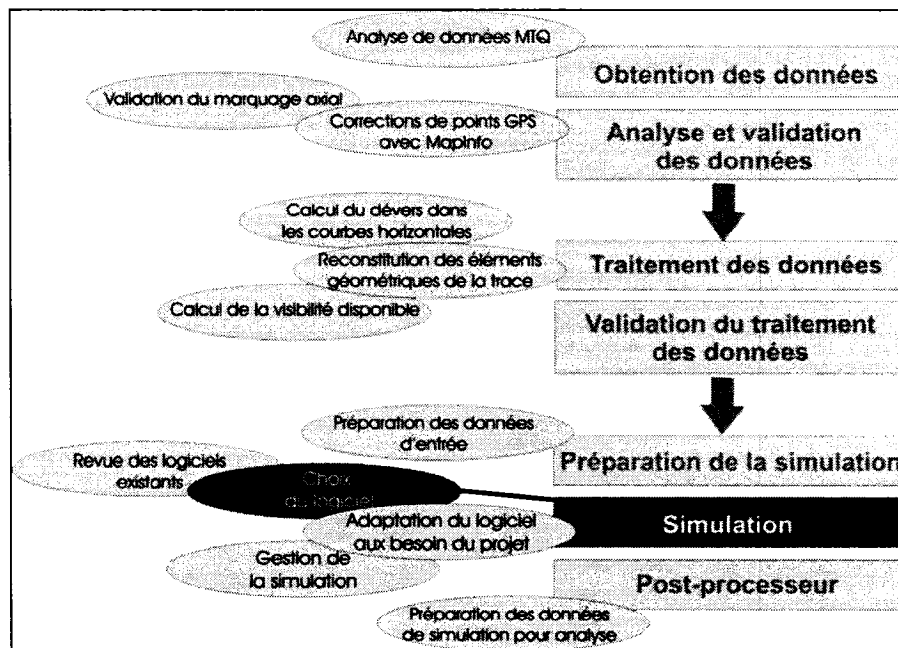 Analyse de données MTQ
Obtention des données
Validation du marquage axial
Corrections de points GPS
avec MapInfo
Analyse et validation
des données
Calcul du dévers dans
les courbes horizontales
Reconstitution des éléments
géométriques de la trace
Traitement des données
Calcul de la visibilité disponible
Validation du traitement
des données
Préparation des données
d'entrée
Revue des logiciels
existants
Préparation de la simulation
Choix
du logiciel
Simulation
Adaptation du logiciel
aux besoin du projet
Gestion de
la simulation
Post-processeur
Préparation des données
de simulation pour analyse